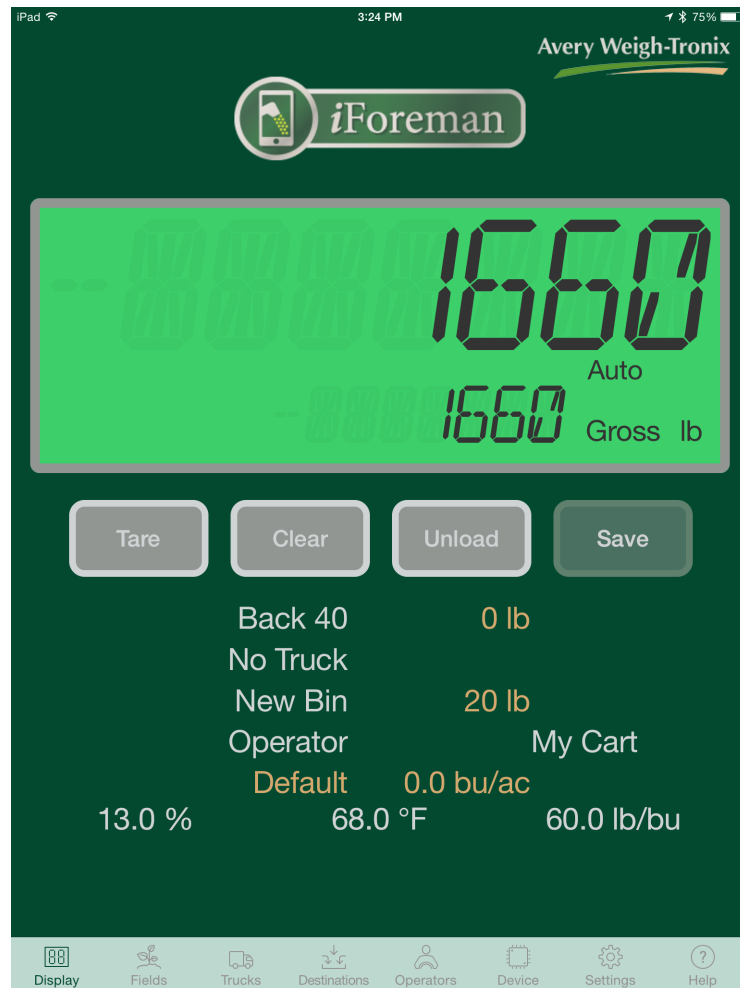 iPad 3:24 PM 75%
Avery Weigh-Tronix
iForeman
1660
Auto
1660 Gross lb
Tare Clear Unload Save
Back 40 0 lb
No Truck
New Bin 20 lb
Operator My Cart
Default 0.0 bu/ac
13.0 % 68.0 °F 60.0 lb/bu
88 ?
Display Fields Trucks Destinations Operators Device Settings Help